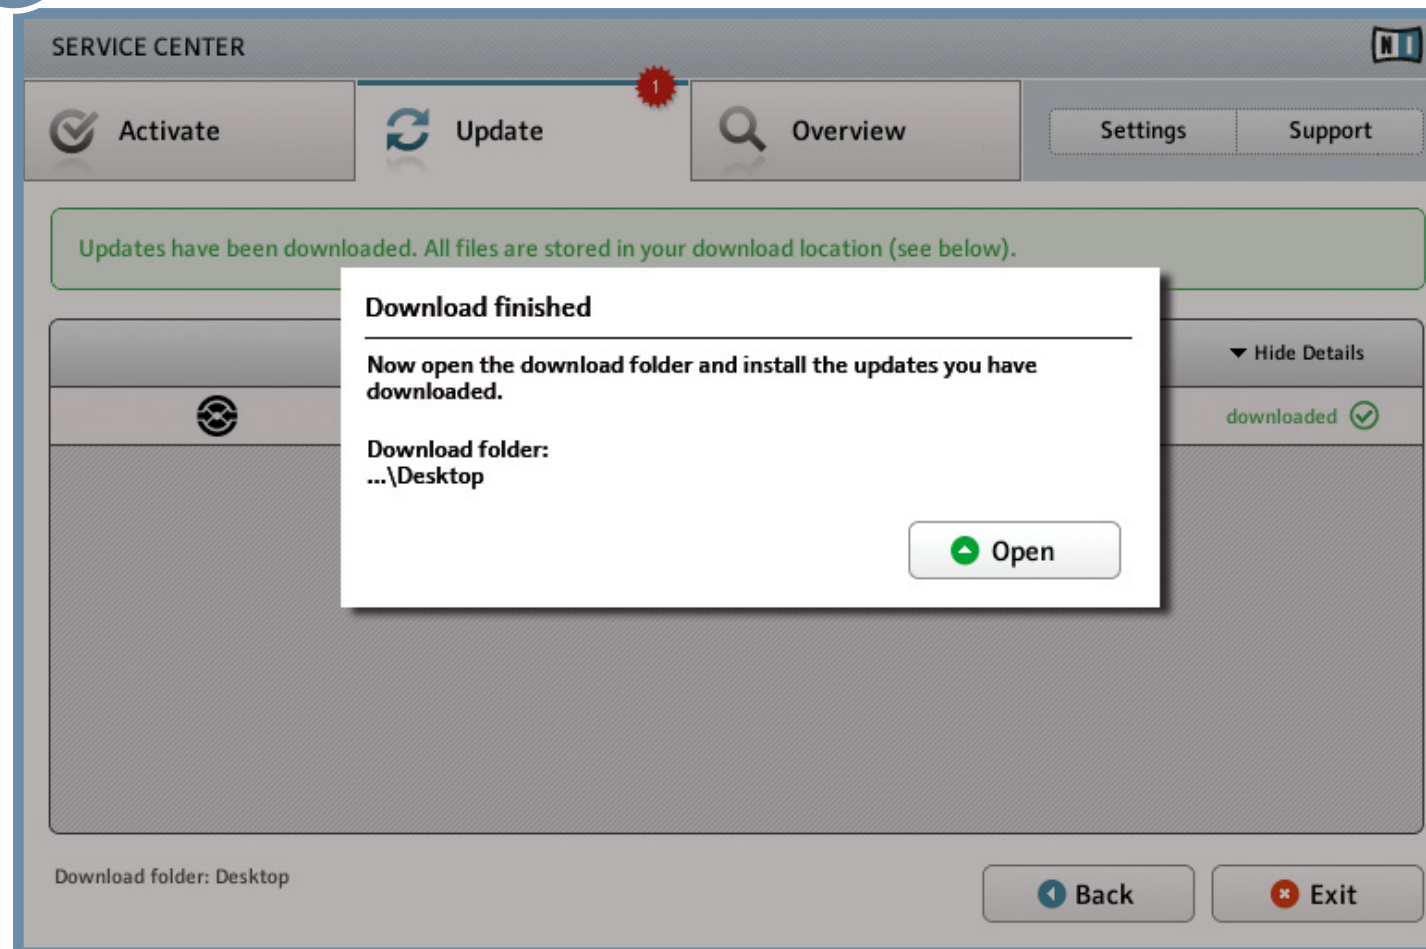 SERVICE CENTER
NI
Activate
Update
1
Overview
Settings
Support
Updates have been downloaded. All files are stored in your download location (see below).
Download finished
Now open the download folder and install the updates you have
downloaded.
Download folder:
...\Desktop
Open
Hide Details
downloaded
Download folder: Desktop
Back
Exit